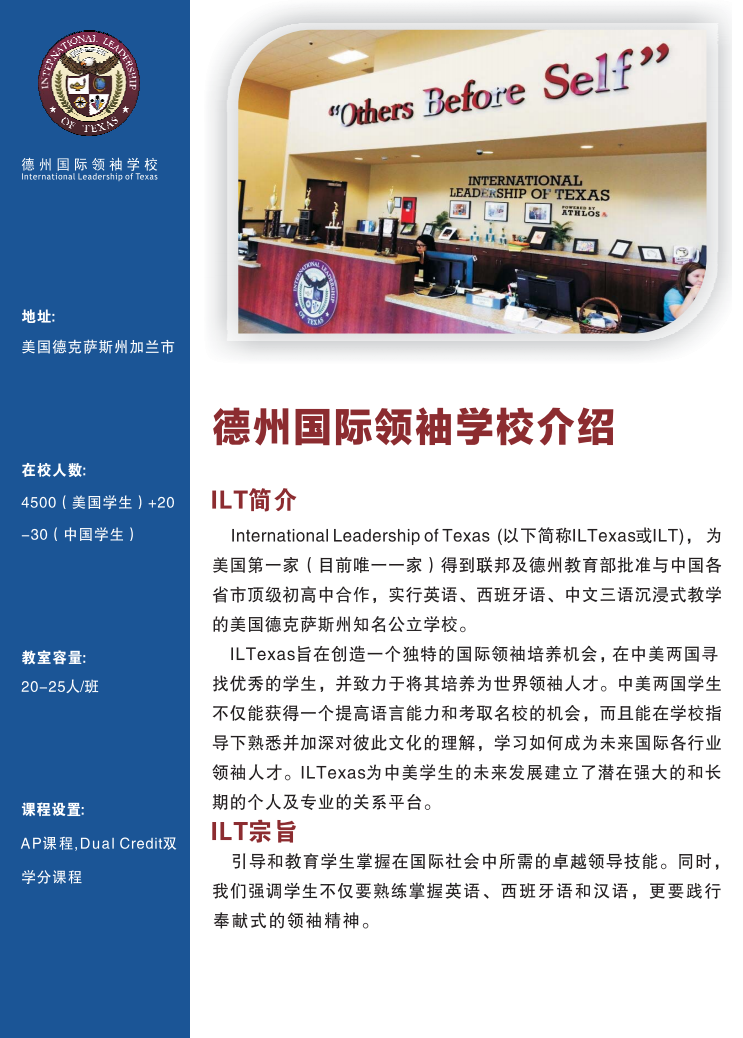 INTERNATIONAL LEADERSHIP
OF TEXAS
德州国际领袖学校
International Leadership of Texas
地址:
美国德克萨斯州加兰市
在校人数:
4500（美国学生）+20
-30（中国学生）
教室容量:
20-25人/班
课程设置:
AP课程,Dual Credit双
学分课程
“Others Before Self”
INTERNATIONAL
LEADERSHIP OF TEXAS
POWERED BY
ATHLOS
INTERNATIONAL LEADERSHIP
OF TEXAS
德州国际领袖学校介绍
ILT简介
International Leadership of Texas (以下简称ILTexas或ILT)，为
美国第一家（目前唯一一家）得到联邦及德州教育部批准与中国各
省市顶级初高中合作，实行英语、西班牙语、中文三语沉浸式教学
的美国德克萨斯州知名公立学校。
ILTexas旨在创造一个独特的国际领袖培养机会,在中美两国寻
找优秀的学生，并致力于将其培养为世界领袖人才。中美两国学生
不仅能获得一个提高语言能力和考取名校的机会，而且能在学校指
导下熟悉并加深对彼此文化的理解，学习如何成为未来国际各行业
领袖人才。ILTexas为中美学生的未来发展建立了潜在强大的和长
期的个人及专业的关系平台。
ILT宗旨
引导和教育学生掌握在国际社会中所需的卓越领导技能。同时，
我们强调学生不仅要熟练掌握英语、西班牙语和汉语，更要践行
奉献式的领袖精神。